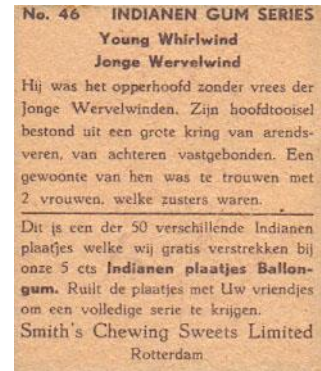 No. 46 INDIANEN GUM SERIES
Young Whirlwind
Jonge Wervelwind
Hij was het opperhoofd zonder vrees der
Jonge Wervelwinden. Zijn hoofdtooisel
bestond uit een grote kring van arends-
veren, van achteren vastgebonden. Een
gewoonte van hen was te trouwen met
2 vrouwen, welke zusters waren.
Dit is een der 50 verschillende Indianen
plaatjes welke wij gratis verstrekken bij
onze 5 cts Indianen plaatjes Ballon-
gum. Ruilt de plaatjes met Uw vriendjes
om een volledige serie te krijgen.
Smith's Chewing Sweets Limited
Rotterdam